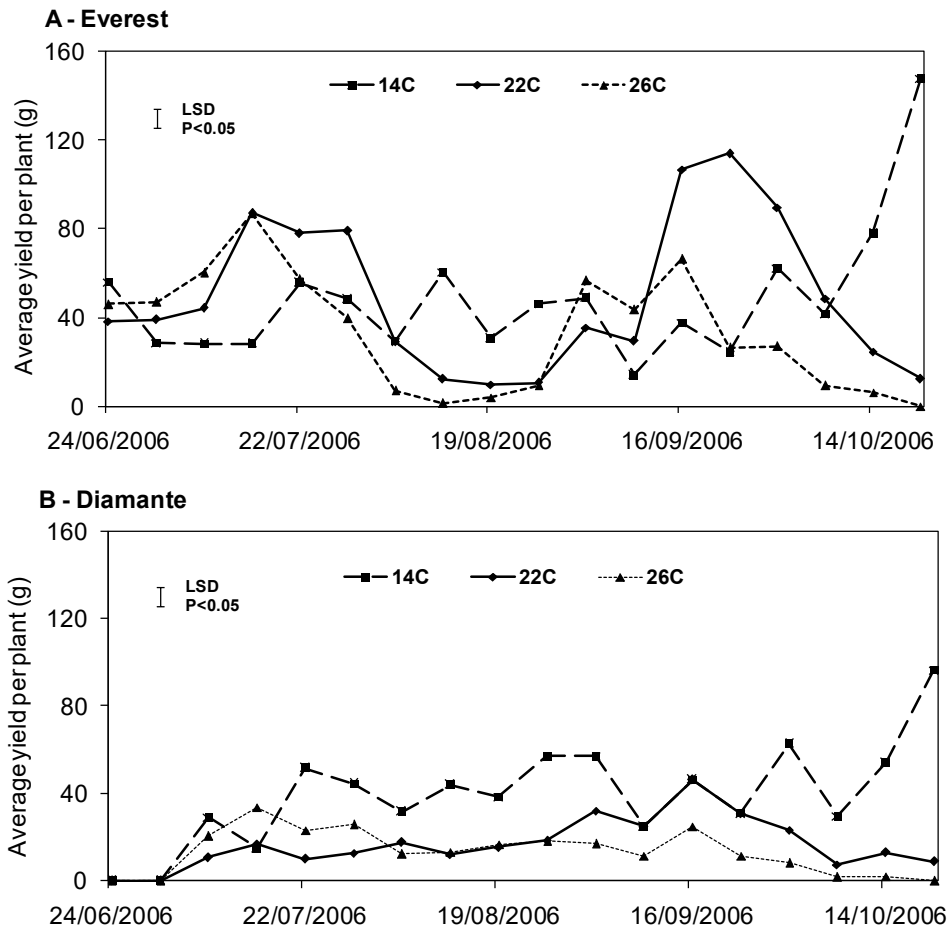 A - Everest
160
14C 22C 26C
LSD
P<0.05
120
80
40
0
Average yield per plant (g)
24/06/2006 22/07/2006 19/08/2006 16/09/2006 14/10/2006
B - Diamante
160
14C 22C 26C
LSD
P<0.05
120
80
40
0
Average yield per plant (g)
24/06/2006 22/07/2006 19/08/2006 16/09/2006 14/10/2006